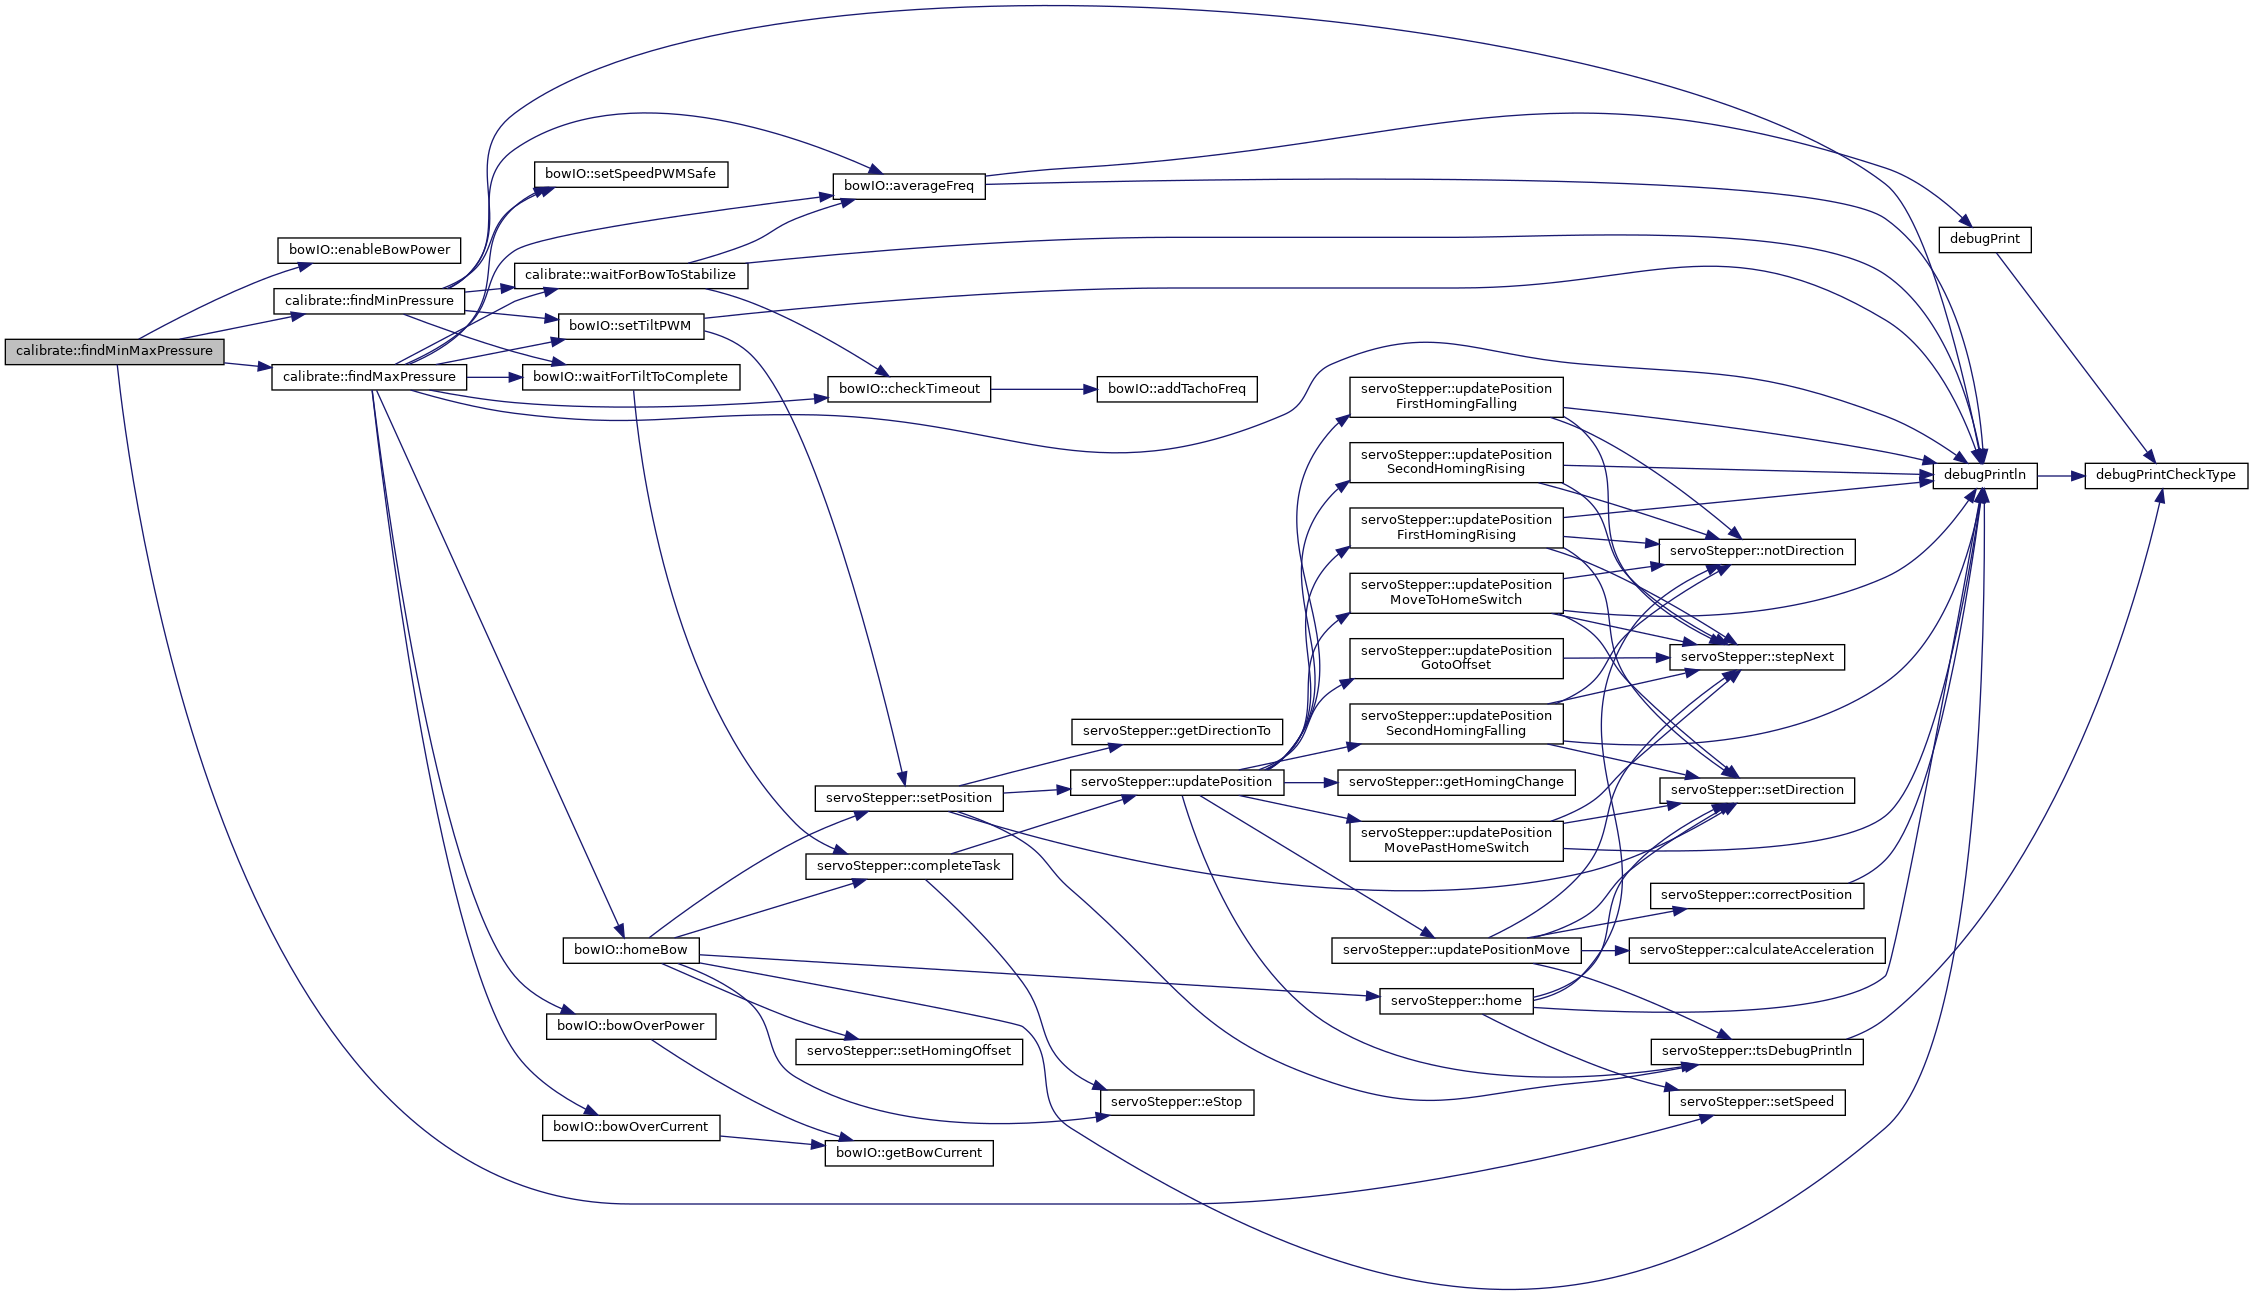 calibrate::findMinMaxPressure
bowIO::enableBowPower
calibrate::findMinPressure
calibrate::findMaxPressure
bowIO::setSpeedPWMSafe
calibrate::waitForBowToStabilize
bowIO::setTiltPWM
bowIO::waitForTiltToComplete
bowIO::homeBow
bowIO::bowOverPower
bowIO::bowOverCurrent
bowIO::averageFreq
bowIO::checkTimeout
servoStepper::setPosition
servoStepper::completeTask
servoStepper::setHomingOffset
bowIO::getBowCurrent
bowIO::addTachoFreq
servoStepper::getDirectionTo
servoStepper::updatePosition
servoStepper::eStop
servoStepper::updatePosition
FirstHomingFalling
servoStepper::updatePosition
SecondHomingRising
servoStepper::updatePosition
FirstHomingRising
servoStepper::updatePosition
MoveToHomeSwitch
servoStepper::updatePosition
GotoOffset
servoStepper::updatePosition
SecondHomingFalling
servoStepper::getHomingChange
servoStepper::updatePosition
MovePastHomeSwitch
servoStepper::updatePositionMove
servoStepper::home
servoStepper::notDirection
servoStepper::stepNext
servoStepper::setDirection
servoStepper::correctPosition
servoStepper::calculateAcceleration
servoStepper::tsDebugPrintln
servoStepper::setSpeed
debugPrint
debugPrintln
debugPrintCheckType